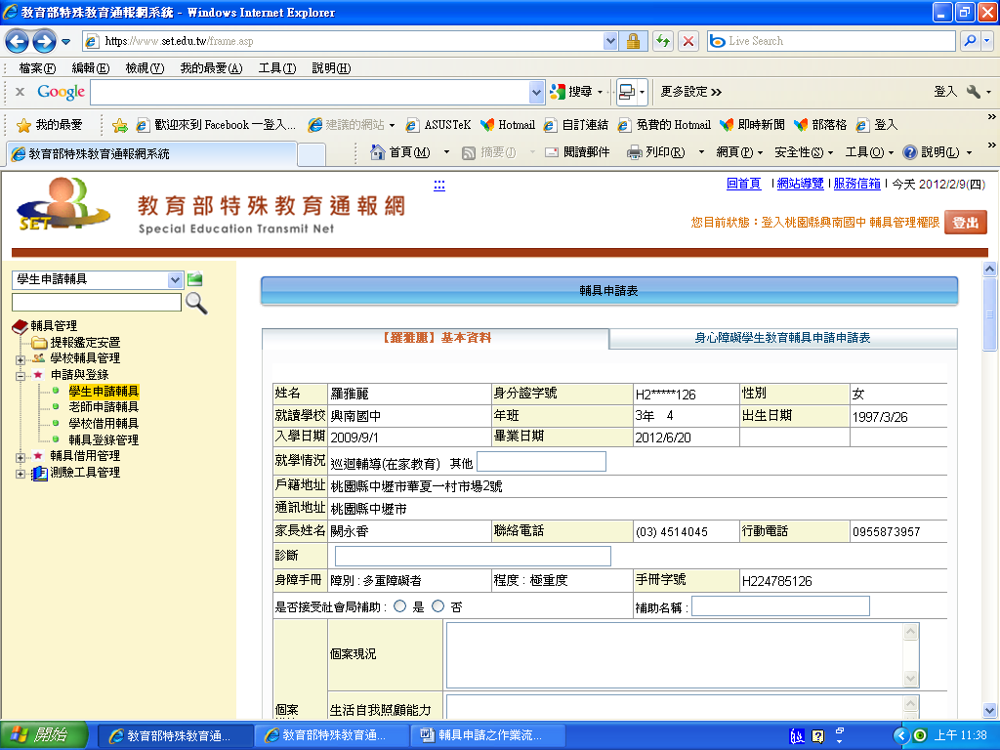 教育部特殊教育通報網系統 - Windows Internet Explorer
https://www.set.edu.tw/frame.asp
Live Search
檔案(F) 編輯(E) 檢視(V) 我的最愛(A) 工具(T) 說明(H)
x Google 搜尋 更多設定 >> 登入
我的最愛 歡迎來到 Facebook 一登入... 建議的網站 ASUSTeK Hotmail 自訂連結 免費的 Hotmail 即時新聞 部落格 登入 »
教育部特殊教育通報網系統 首頁(M) 摘要(J) 閱讀郵件 列印(R) 網頁(P) 安全性(S) 工具(O) 說明(L) »
SET
教育部特殊教育通報網
Special Education Transmit Net
:::
回首頁 | 網站導覽 | 服務信箱 | 今天 2012/2/9(四)
您目前狀態：登入桃園縣興南國中 輔具管理權限 登出
學生申請輔具
輔具管理
提報鑑定安置
學校輔具管理
申請與登錄
學生申請輔具
老師申請輔具
學校借用輔具
輔具登錄管理
輔具借用管理
測驗工具管理
輔具申請表
【羅雅麗】基本資料 身心障礙學生教育輔具申請申請表
姓名 羅雅麗 身分證字號 H2*****126 性別 女
就讀學校 興南國中 年班 3年 4 出生日期 1997/3/26
入學日期 2009/9/1 畢業日期 2012/6/20
就學情況 巡迴輔導(在家教育) 其他
戶籍地址 桃園縣中壢市華夏一村市場2號
通訊地址 桃園縣中壢市
家長姓名 闕永香 聯絡電話 (03) 4514045 行動電話 0955873957
診斷
身障手冊 障別 : 多重障礙者 程度 : 極重度 手冊字號 H224785126
是否接受社會局補助 : 是 否 補助名稱 :
個案現況
個案 生活自我照顧能力
開始 教育部特殊教育通... 教育部特殊教育通... 輔具申請之作業流... 上午 11:38